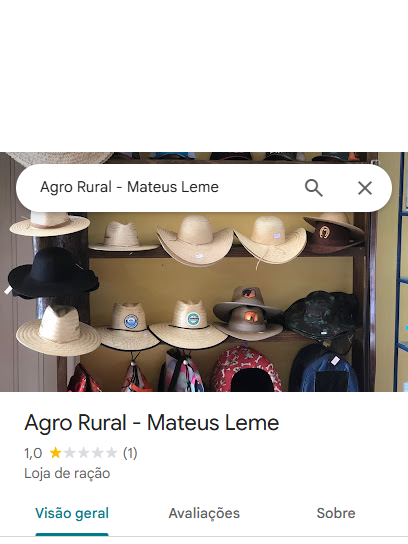 Agro Rural - Mateus Leme
Agro Rural - Mateus Leme
1,0 (1)
Loja de ração
Visão geral Avaliações Sobre